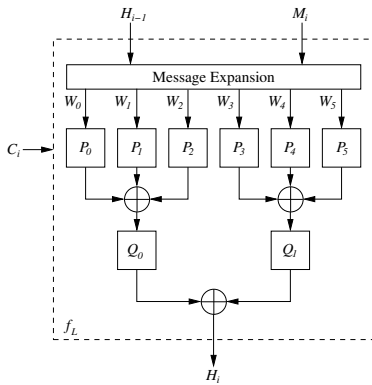 H_{i-1} M_i
Message Expansion
W_0 W_1 W_2 W_3 W_4 W_5
C_i P_0 P_1 P_2 P_3 P_4 P_5
Q_0 Q_1
f_L
H_i